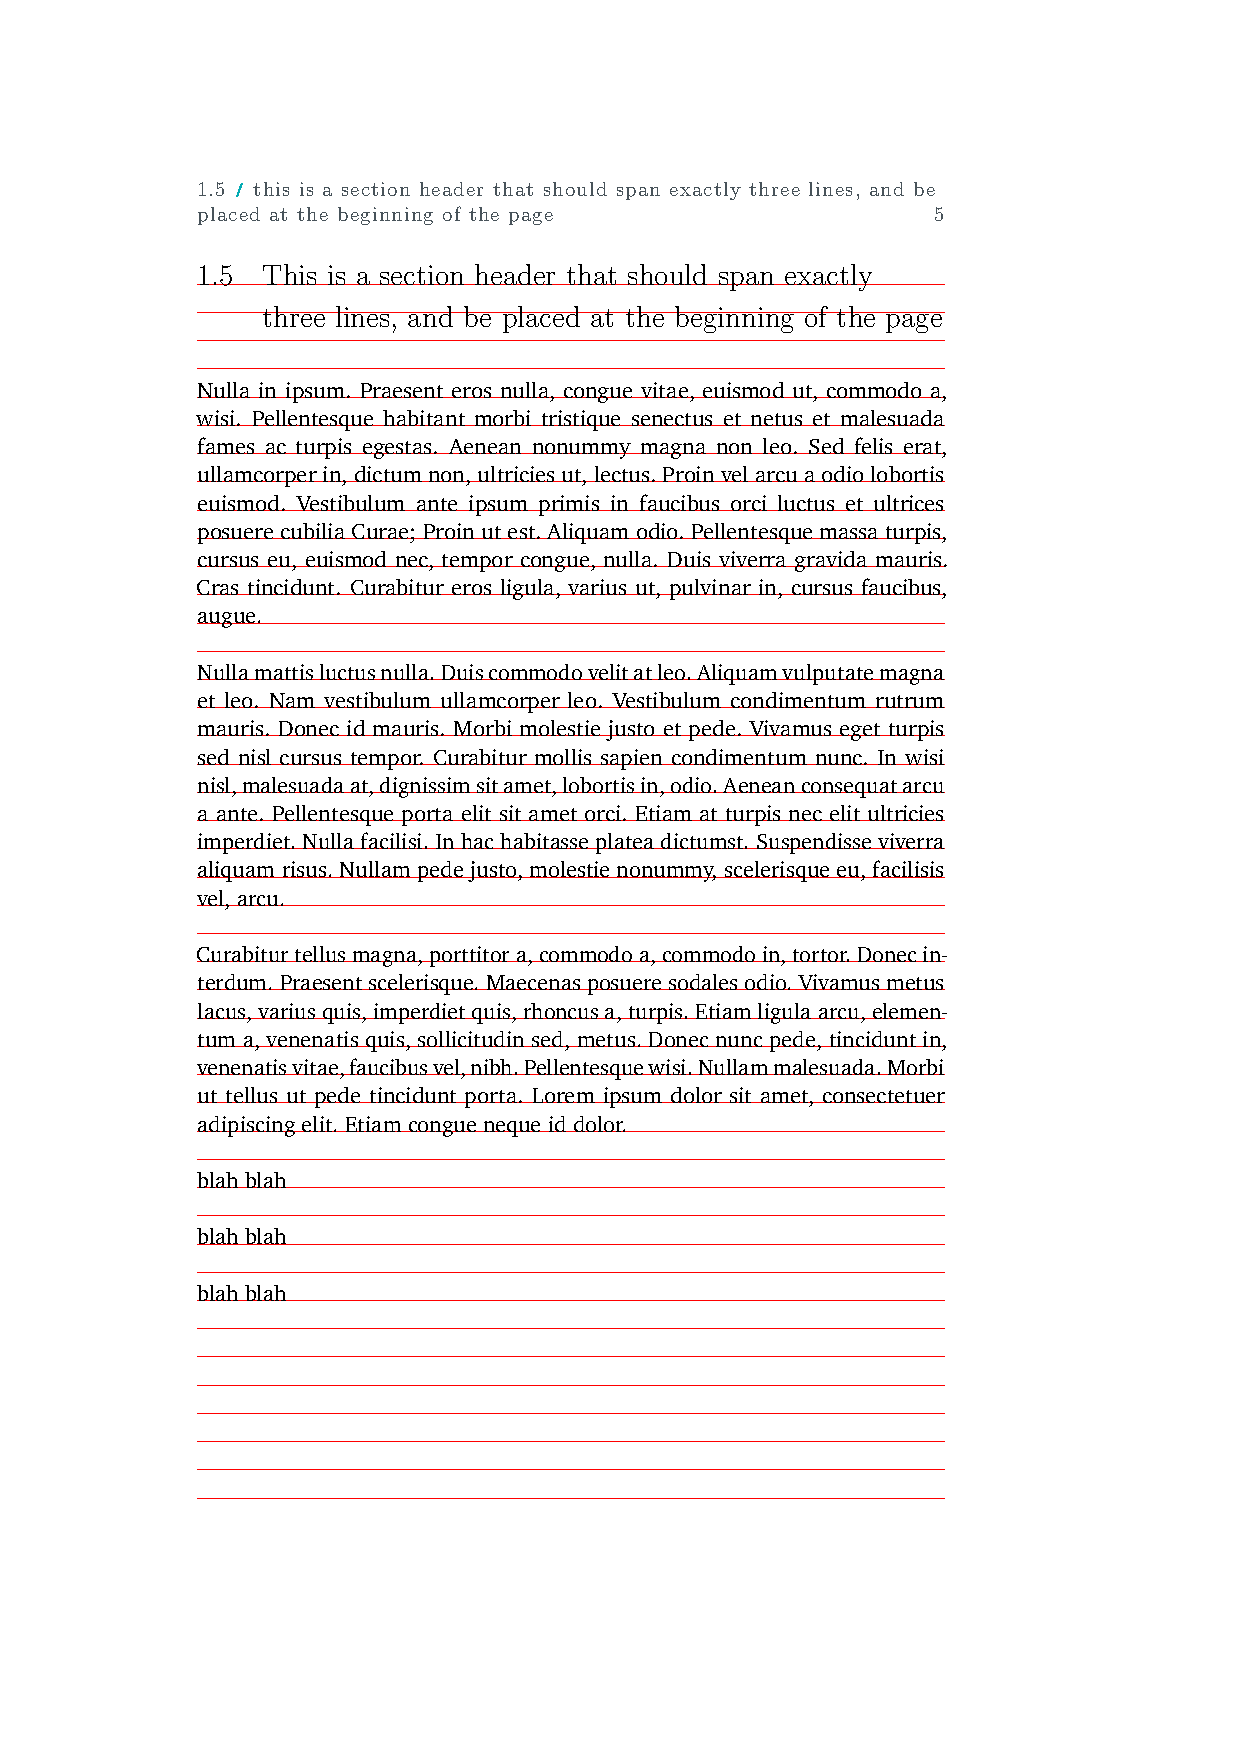 1.5 / this is a section header that should span exactly three lines, and be
placed at the beginning of the page 5
1.5 This is a section header that should span exactly
three lines, and be placed at the beginning of the page
Nulla in ipsum. Praesent eros nulla, congue vitae, euismod ut, commodo a,
wisi. Pellentesque habitant morbi tristique senectus et netus et malesuada
fames ac turpis egestas. Aenean nonummy magna non leo. Sed felis erat,
ullamcorper in, dictum non, ultricies ut, lectus. Proin vel arcu a odio lobortis
euismod. Vestibulum ante ipsum primis in faucibus orci luctus et ultrices
posuere cubilia Curae; Proin ut est. Aliquam odio. Pellentesque massa turpis,
cursus eu, euismod nec, tempor congue, nulla. Duis viverra gravida mauris.
Cras tincidunt. Curabitur eros ligula, varius ut, pulvinar in, cursus faucibus,
augue.
Nulla mattis luctus nulla. Duis commodo velit at leo. Aliquam vulputate magna
et leo. Nam vestibulum ullamcorper leo. Vestibulum condimentum rutrum
mauris. Donec id mauris. Morbi molestie justo et pede. Vivamus eget turpis
sed nisl cursus tempor. Curabitur mollis sapien condimentum nunc. In wisi
nisl, malesuada at, dignissim sit amet, lobortis in, odio. Aenean consequat arcu
a ante. Pellentesque porta elit sit amet orci. Etiam at turpis nec elit ultricies
imperdiet. Nulla facilisi. In hac habitasse platea dictumst. Suspendisse viverra
aliquam risus. Nullam pede justo, molestie nonummy, scelerisque eu, facilisis
vel, arcu.
Curabitur tellus magna, porttitor a, commodo a, commodo in, tortor. Donec in-
terdum. Praesent scelerisque. Maecenas posuere sodales odio. Vivamus metus
lacus, varius quis, imperdiet quis, rhoncus a, turpis. Etiam ligula arcu, elemen-
tum a, venenatis quis, sollicitudin sed, metus. Donec nunc pede, tincidunt in,
venenatis vitae, faucibus vel, nibh. Pellentesque wisi. Nullam malesuada. Morbi
ut tellus ut pede tincidunt porta. Lorem ipsum dolor sit amet, consectetuer
adipiscing elit. Etiam congue neque id dolor.
blah blah
blah blah
blah blah